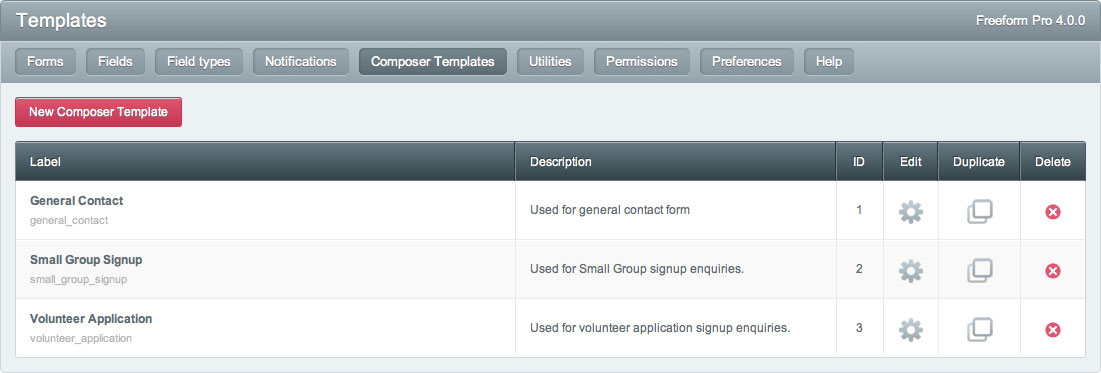 Templates Freeform Pro 4.0.0
Forms Fields Field types Notifications Composer Templates Utilities Permissions Preferences Help
New Composer Template
Label Description ID Edit Duplicate Delete
General Contact
general_contact
Used for general contact form 1
Small Group Signup
small_group_signup
Used for Small Group signup enquiries. 2
Volunteer Application
volunteer_application
Used for volunteer application signup enquiries. 3